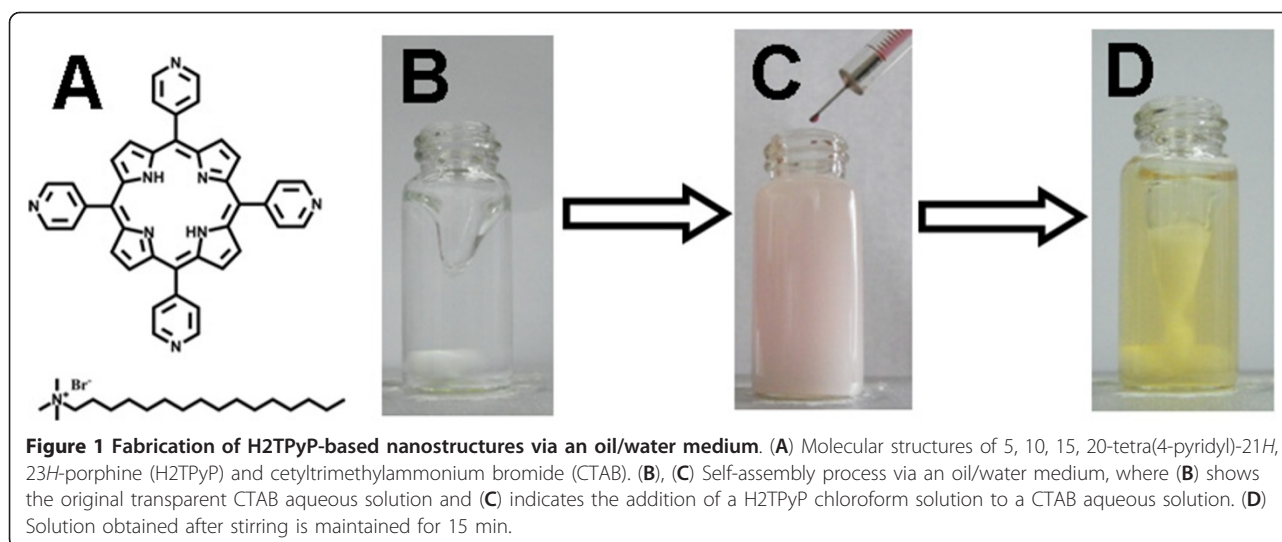 A
B
C
D
N
N
N
N
NH
N
N
HN
Br-
N+
Figure 1 Fabrication of H2TPyP-based nanostructures via an oil/water medium. (A) Molecular structures of 5, 10, 15, 20-tetra(4-pyridyl)-21H,
23H-porphine (H2TPyP) and cetyltrimethylammonium bromide (CTAB). (B), (C) Self-assembly process via an oil/water medium, where (B) shows
the original transparent CTAB aqueous solution and (C) indicates the addition of a H2TPyP chloroform solution to a CTAB aqueous solution. (D)
Solution obtained after stirring is maintained for 15 min.